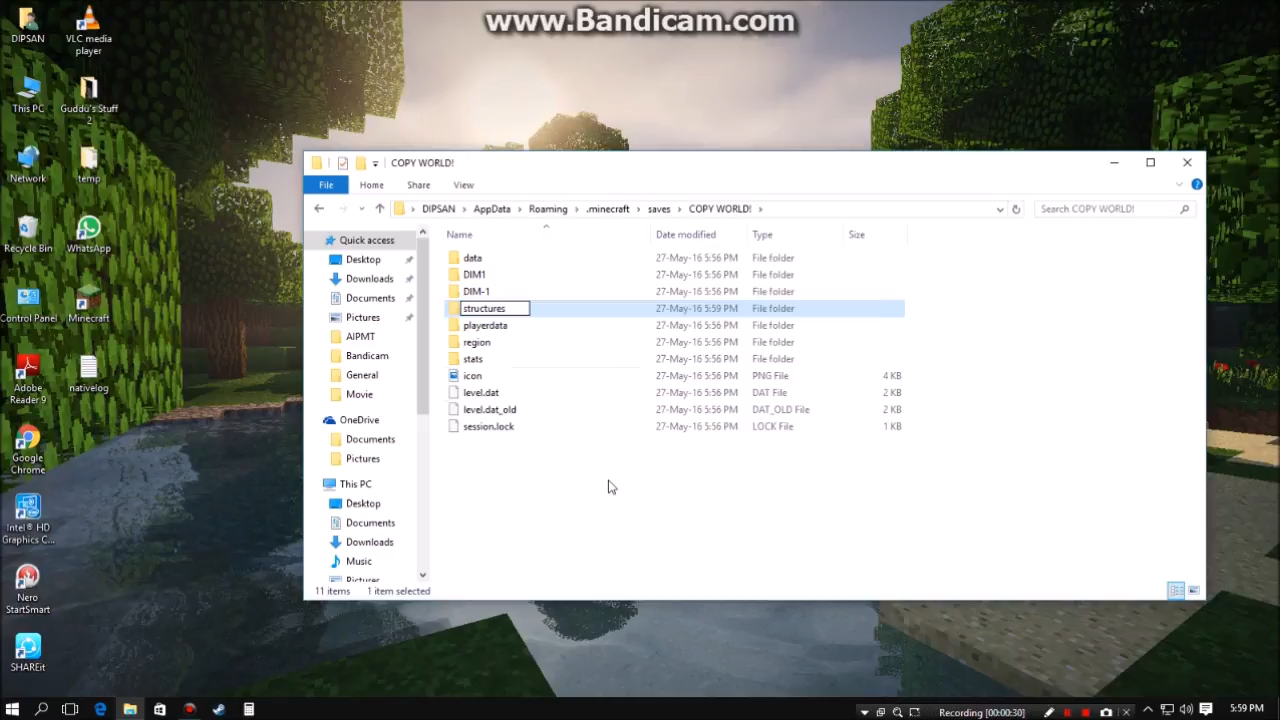 www.Bandicam.com
DIPSAN
VLC media
player
This PC
Guddu's Stuff
2
Network
temp
Recycle Bin
WhatsApp
Control Panel
Minecraft
Adobe
Reader 9
nativelog
Google
Chrome
Intel® HD
Graphics C...
Nero
StartSmart
SHAREit
COPY WORLD!
File
Home
Share
View
DIPSAN
AppData
Roaming
.minecraft
saves
COPY WORLD!
Search COPY WORLD!
Quick access
Desktop
Downloads
Documents
Pictures
AIPMT
Bandicam
General
Movie
OneDrive
Documents
Pictures
This PC
Desktop
Documents
Downloads
Music
Pictures
Name Date modified Type Size
data 27-May-16 5:56 PM File folder
DIM1 27-May-16 5:56 PM File folder
DIM-1 27-May-16 5:56 PM File folder
structures 27-May-16 5:59 PM File folder
playerdata 27-May-16 5:56 PM File folder
region 27-May-16 5:56 PM File folder
stats 27-May-16 5:56 PM File folder
icon 27-May-16 5:56 PM PNG File 4 KB
level.dat 27-May-16 5:56 PM DAT File 2 KB
level.dat_old 27-May-16 5:56 PM DAT_OLD File 2 KB
session.lock 27-May-16 5:56 PM LOCK File 1 KB
11 items 1 item selected
Recording [00:00:30]
5:59 PM